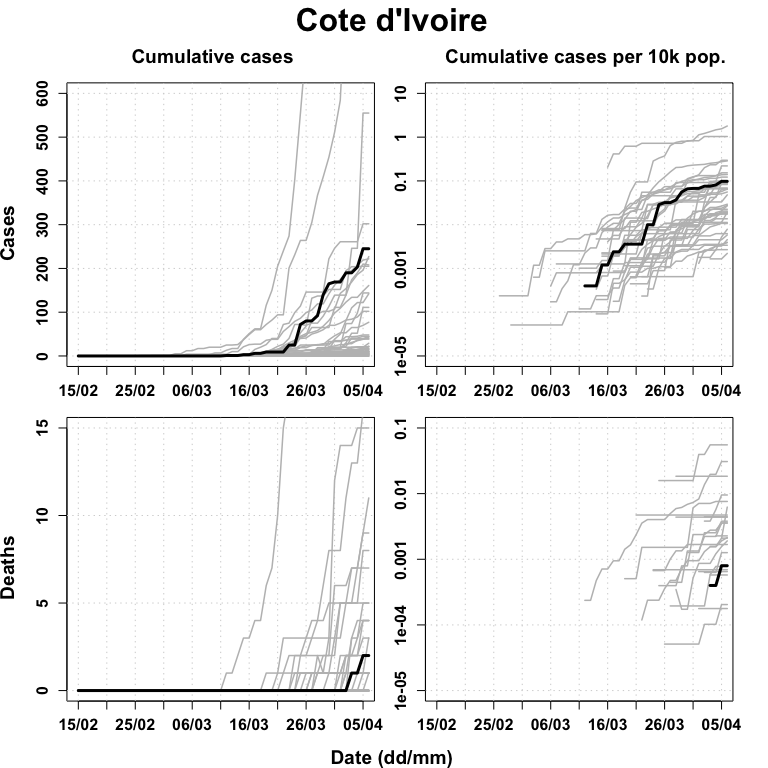 Cote d'Ivoire
Cumulative cases
Cumulative cases per 10k pop.
Cases
600
500
400
300
200
100
0
15/02 25/02 06/03 16/03 26/03 05/04
10
1
0.1
0.001
1e-05
15/02 25/02 06/03 16/03 26/03 05/04
Deaths
15
10
5
0
15/02 25/02 06/03 16/03 26/03 05/04
0.1
0.01
0.001
1e-04
1e-05
15/02 25/02 06/03 16/03 26/03 05/04
Date (dd/mm)